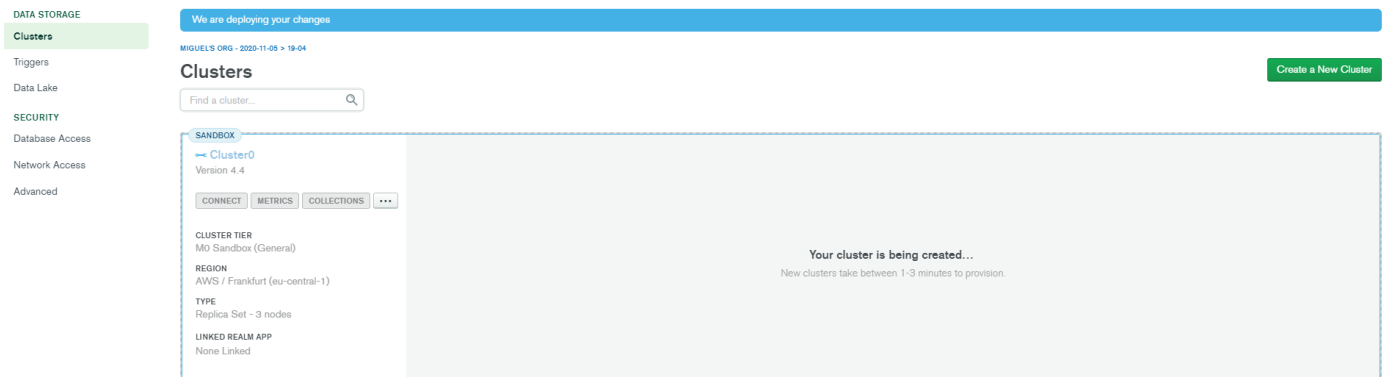 DATA STORAGE
Clusters
Triggers
Data Lake
SECURITY
Database Access
Network Access
Advanced
We are deploying your changes
MIGUEL'S ORG - 2020-11-05 > 19-04
Clusters
Create a New Cluster
Find a cluster...
SANDBOX
Cluster0
Version 4.4
CONNECT METRICS COLLECTIONS ...
CLUSTER TIER
M0 Sandbox (General)
REGION
AWS / Frankfurt (eu-central-1)
TYPE
Replica Set - 3 nodes
LINKED REALM APP
None Linked
Your cluster is being created...
New clusters take between 1-3 minutes to provision.